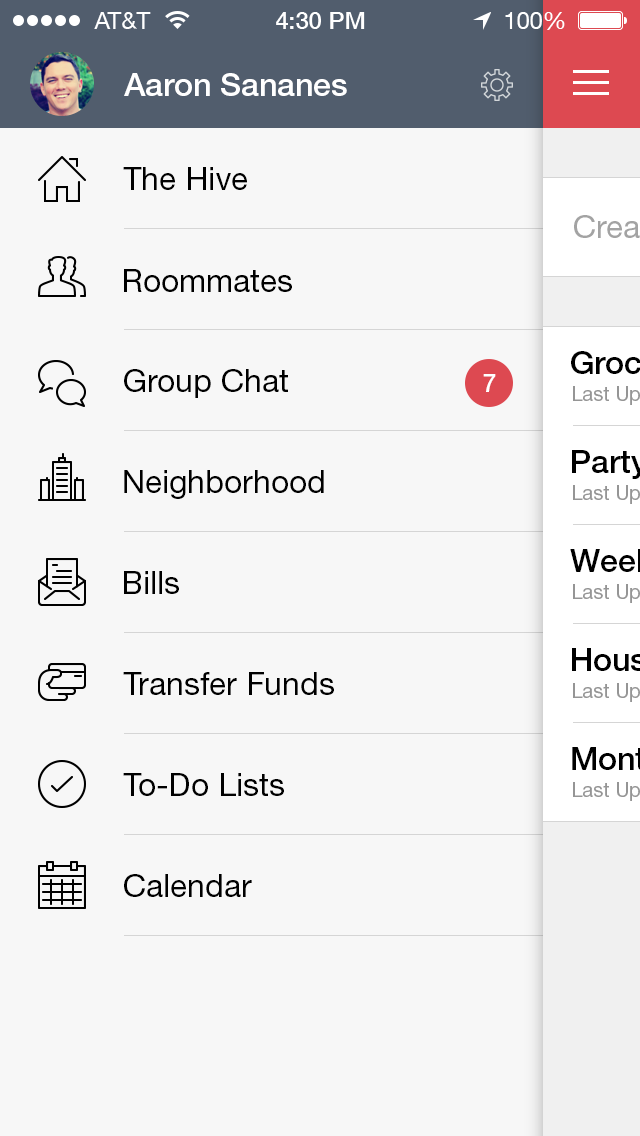 AT&T 4:30 PM 100%
Aaron Sananes
The Hive
Roommates
Group Chat 7
Neighborhood
Bills
Transfer Funds
To-Do Lists
Calendar
Crea
Groc
Last Up
Party
Last Up
Week
Last Up
Hous
Last Up
Mont
Last Up